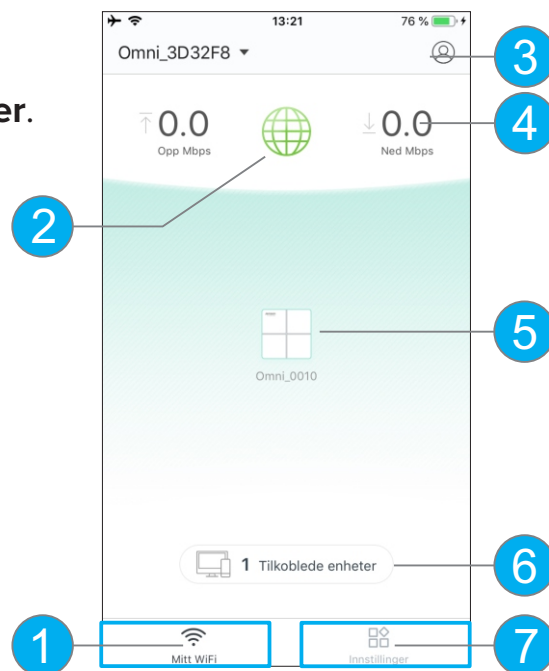 13:21 76 %
Omni_3D32F8
3
er.
0.0 0.0 4
Opp Mbps Ned Mbps
2
5
Omni_0010
1 Tilkoblede enheter 6
1 Mitt WiFi Innstillinger 7